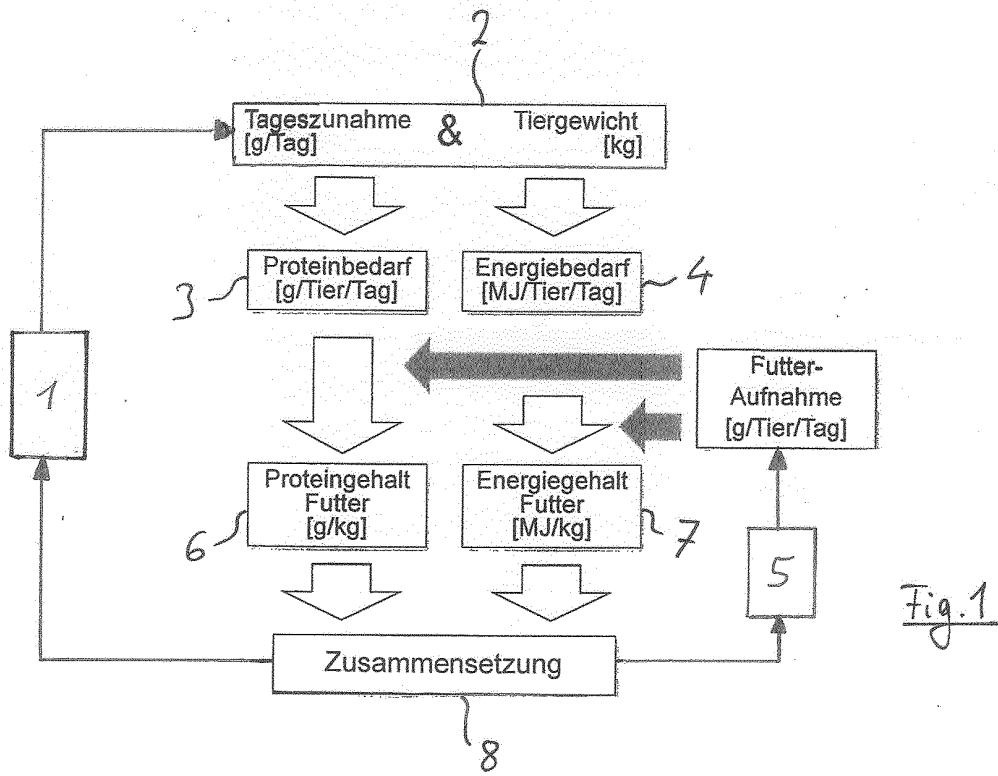 2
Tageszunahme & Tiergewicht
[g/Tag] [kg]
Proteinbedarf
[g/Tier/Tag]
3
Energiebedarf
[MJ/Tier/Tag]
4
1
Futter-
Aufnahme
[g/Tier/Tag]
Proteingehalt
Futter
[g/kg]
6
Energiegehalt
Futter
[MJ/kg]
7
5
Fig. 1
Zusammensetzung
8